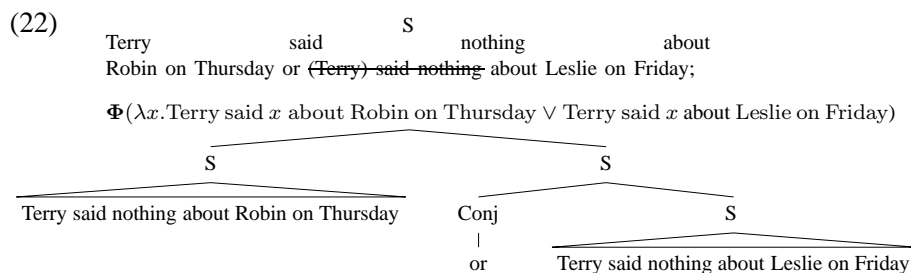 (22)
S
Terry said nothing about
Robin on Thursday or (Terry) said nothing about Leslie on Friday;
Φ(λx.Terry said x about Robin on Thursday ∨ Terry said x about Leslie on Friday)
S S
Terry said nothing about Robin on Thursday Conj S
or Terry said nothing about Leslie on Friday